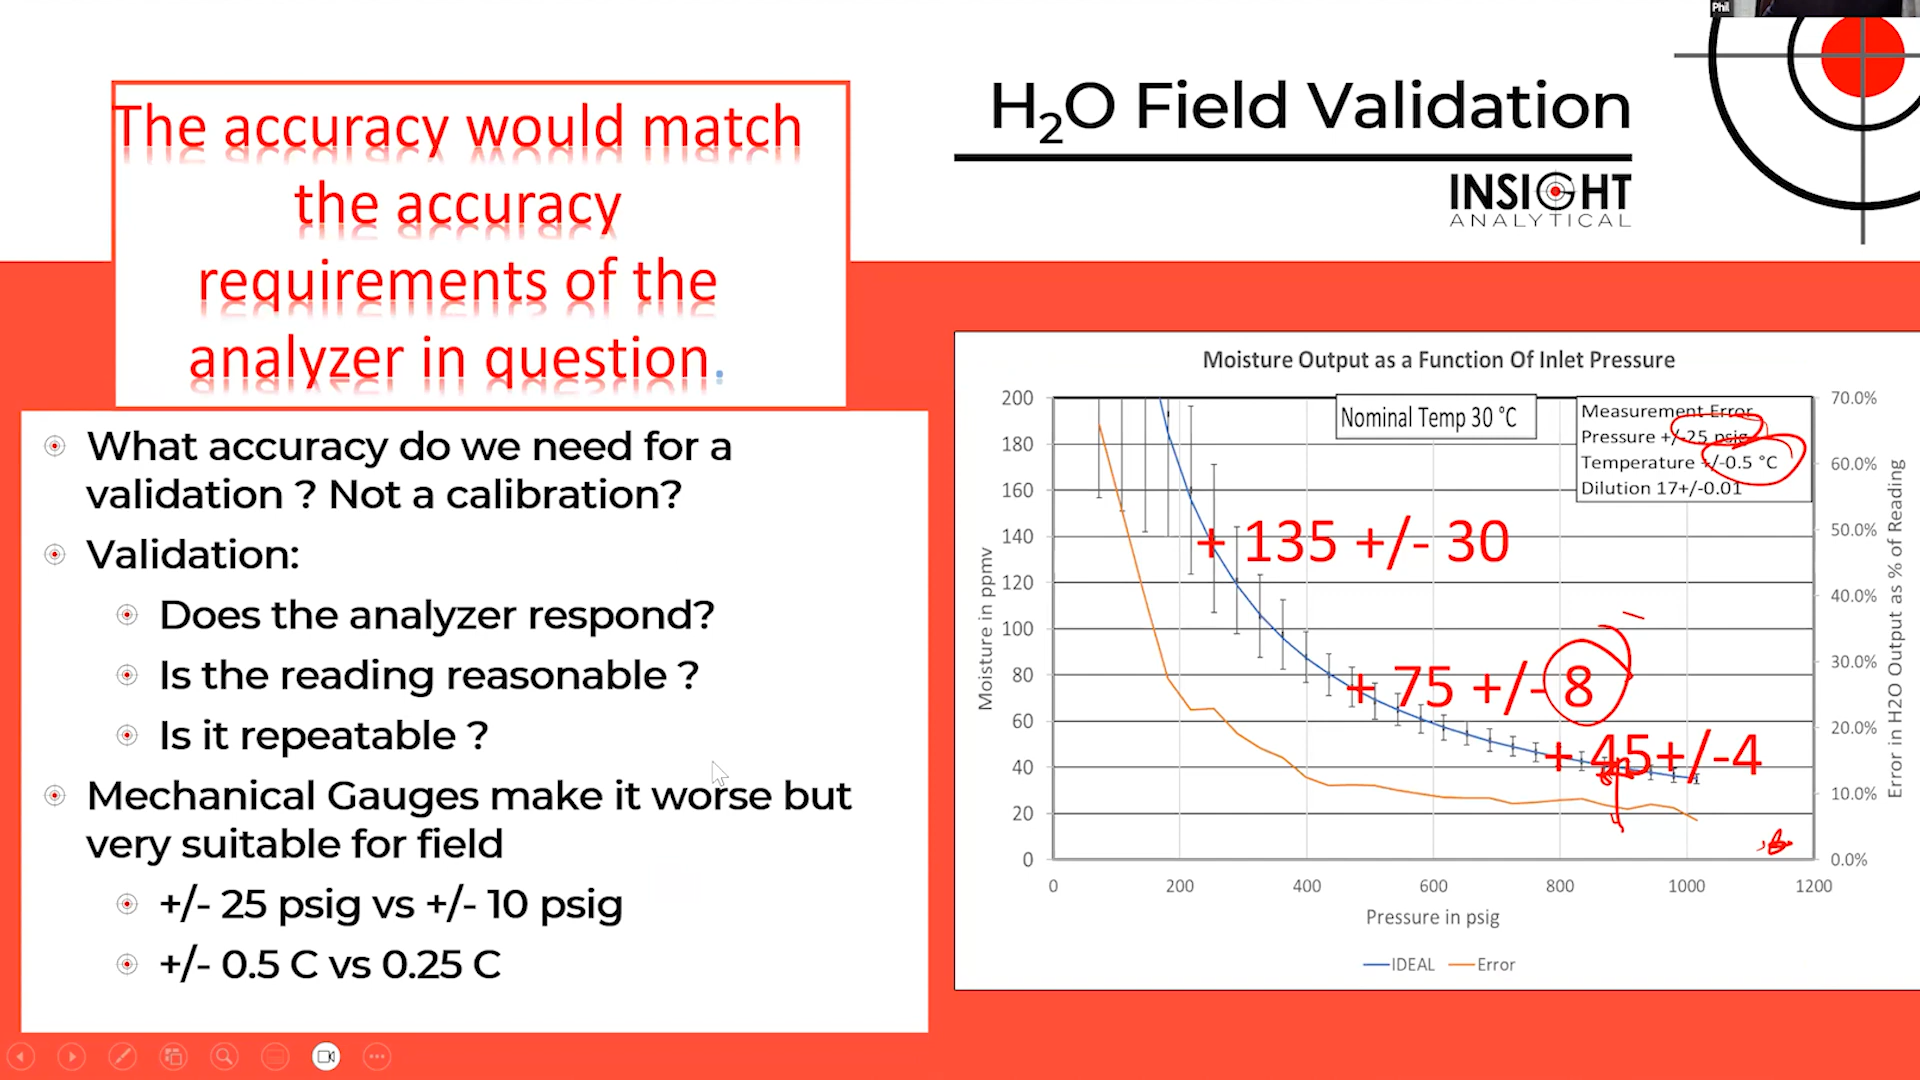 Phil
H2O Field Validation
INSIGHT
ANALYTICAL
The accuracy would match
the accuracy
requirements of the
analyzer in question.
What accuracy do we need for a
validation ? Not a calibration?
Validation:
Does the analyzer respond?
Is the reading reasonable ?
Is it repeatable ?
Mechanical Gauges make it worse but
very suitable for field
+/- 25 psig vs +/- 10 psig
+/- 0.5 C vs 0.25 C
Moisture Output as a Function Of Inlet Pressure
Nominal Temp 30 °C
Measurement Error
Pressure +/-25 psig
Temperature +/-0.5 °C
Dilution 17+/-0.01
+ 135 +/- 30
+ 75 +/- 8
+ 45+/-4
Moisture in ppmv
200
180
160
140
120
100
80
60
40
20
0
70.0%
60.0%
50.0%
40.0%
30.0%
20.0%
10.0%
0.0%
Error in H2O Output as % of Reading
0 200 400 600 800 1000 1200
Pressure in psig
IDEAL Error